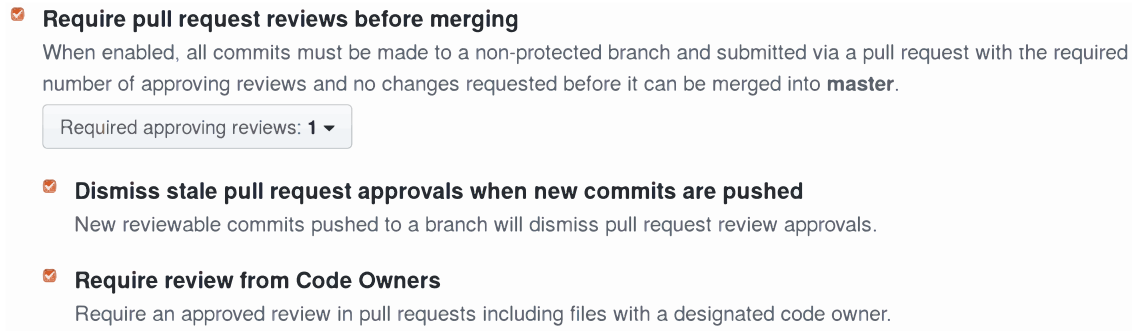 Require pull request reviews before merging
When enabled, all commits must be made to a non-protected branch and submitted via a pull request with the required
number of approving reviews and no changes requested before it can be merged into master.
Required approving reviews: 1
Dismiss stale pull request approvals when new commits are pushed
New reviewable commits pushed to a branch will dismiss pull request review approvals.
Require review from Code Owners
Require an approved review in pull requests including files with a designated code owner.